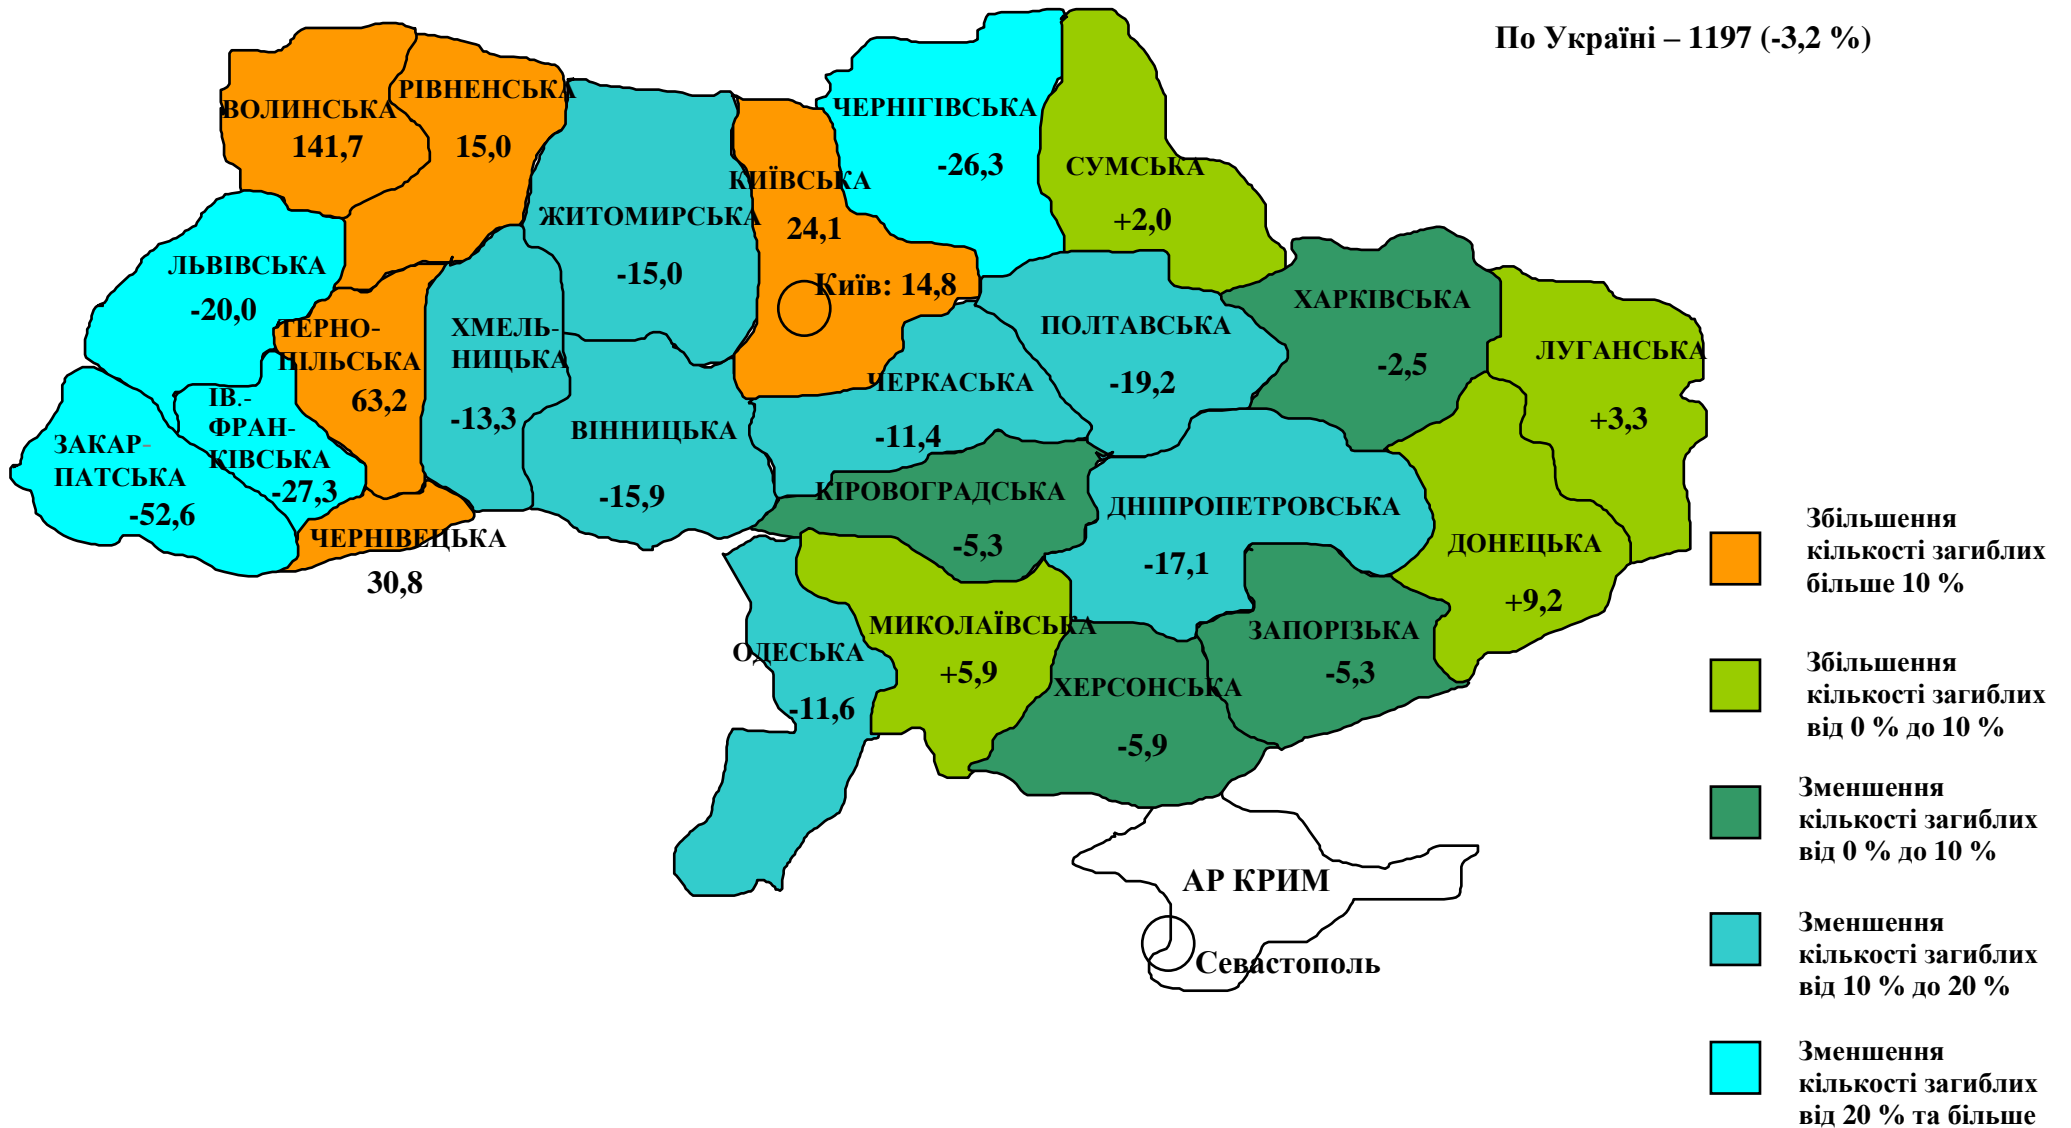 По Україні – 1197 (-3,2 %)
ВОЛИНСЬКА
141,7
РІВНЕНСЬКА
15,0
ЖИТОМИРСЬКА
-15,0
КИЇВСЬКА
24,1
Київ: 14,8
ЧЕРНІГІВСЬКА
-26,3
СУМСЬКА
+2,0
ЛЬВІВСЬКА
-20,0
ТЕРНО-
ПІЛЬСЬКА
63,2
ХМЕЛЬ-
НИЦЬКА
-13,3
ВІННИЦЬКА
-15,9
ЧЕРКАСЬКА
-11,4
ПОЛТАВСЬКА
-19,2
ХАРКІВСЬКА
-2,5
ЛУГАНСЬКА
+3,3
ЗАКАР-
ПАТСЬКА
-52,6
ІВ.-
ФРАН-
КІВСЬКА
-27,3
ЧЕРНІВЕЦЬКА
30,8
КІРОВОГРАДСЬКА
-5,3
ДНІПРОПЕТРОВСЬКА
-17,1
ДОНЕЦЬКА
+9,2
ОДЕСЬКА
-11,6
МИКОЛАЇВСЬКА
+5,9
ХЕРСОНСЬКА
-5,9
ЗАПОРІЗЬКА
-5,3
АР КРИМ
Севастополь
Збільшення
кількості загиблих
більше 10 %
Збільшення
кількості загиблих
від 0 % до 10 %
Зменшення
кількості загиблих
від 0 % до 10 %
Зменшення
кількості загиблих
від 10 % до 20 %
Зменшення
кількості загиблих
від 20 % та більше